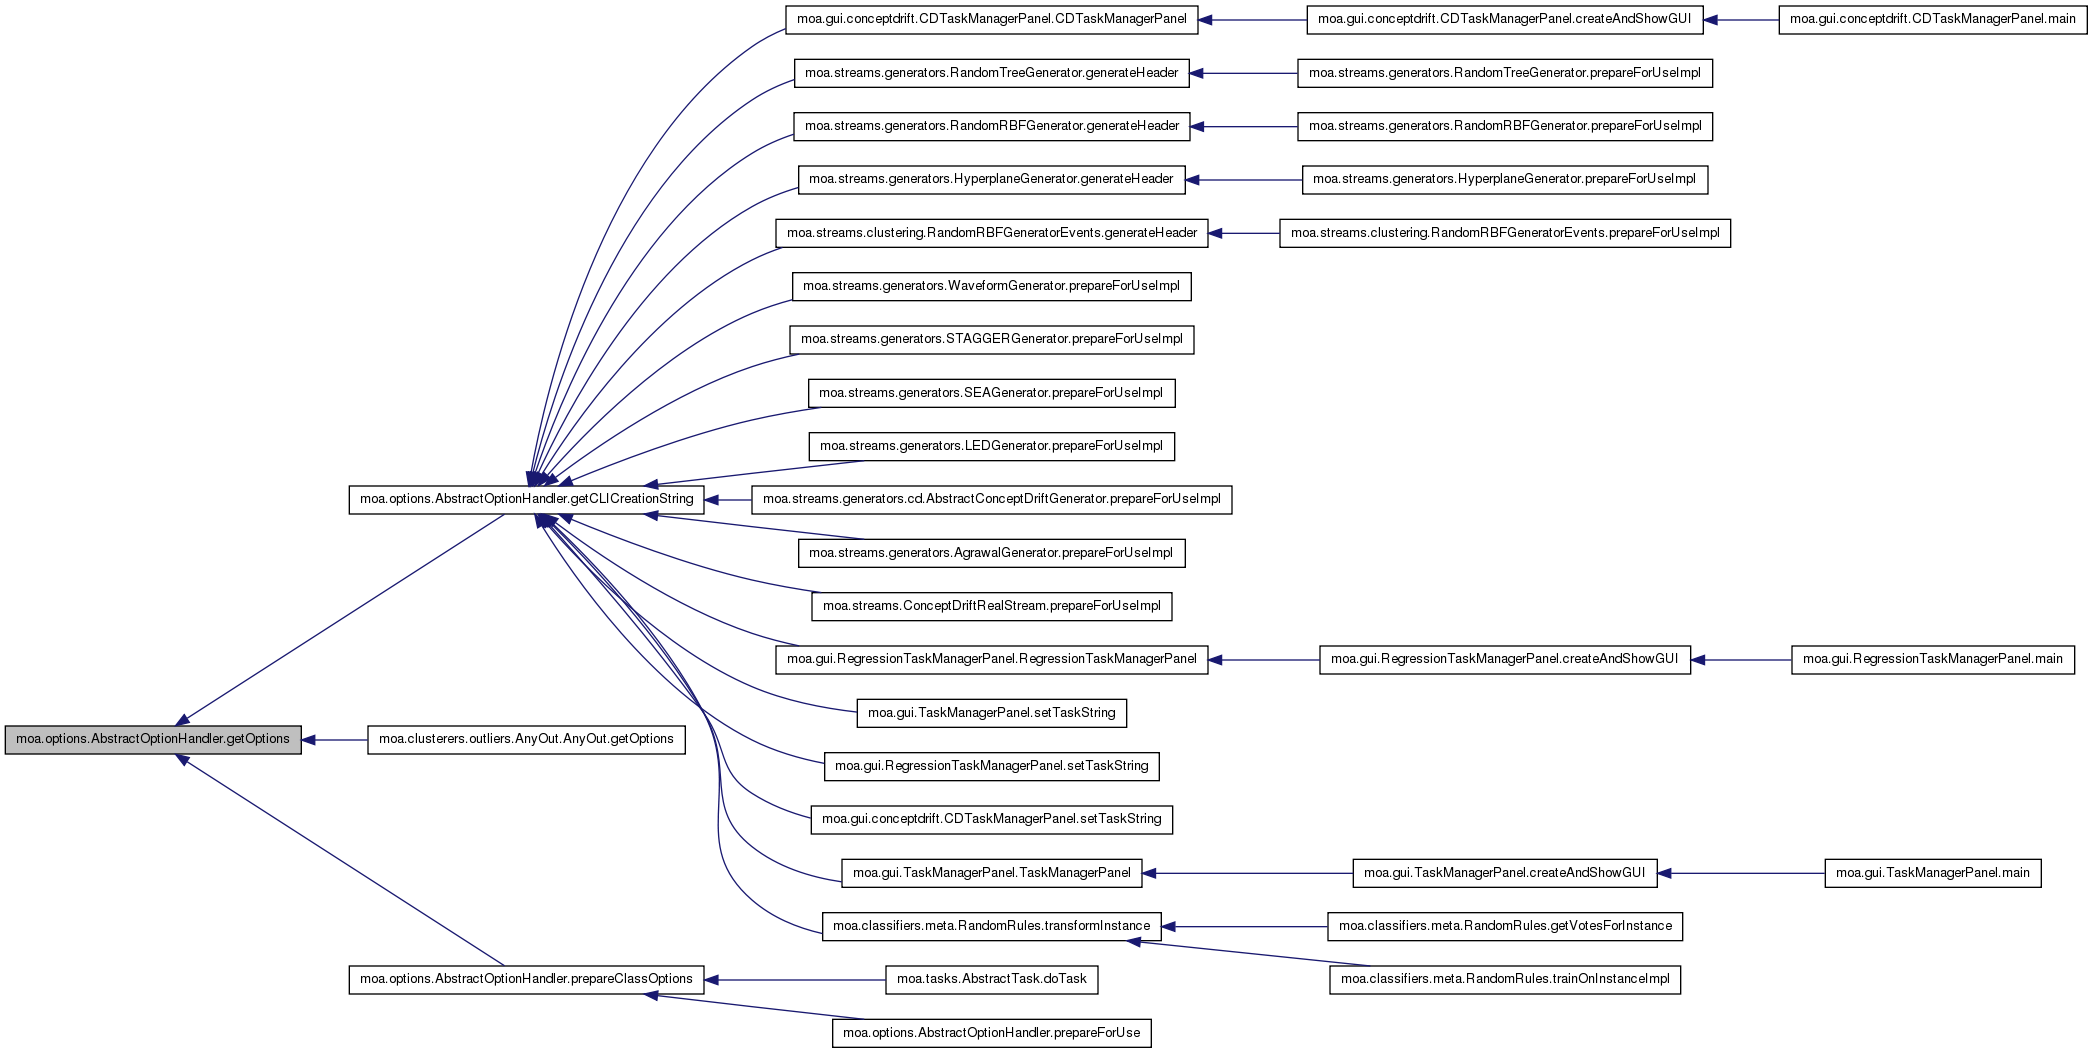 moa.gui.conceptdrift.CDTaskManagerPanel.CDTaskManagerPanel
moa.gui.conceptdrift.CDTaskManagerPanel.createAndShowGUI
moa.gui.conceptdrift.CDTaskManagerPanel.main
moa.streams.generators.RandomTreeGenerator.generateHeader
moa.streams.generators.RandomTreeGenerator.prepareForUseImpl
moa.streams.generators.RandomRBFGenerator.generateHeader
moa.streams.generators.RandomRBFGenerator.prepareForUseImpl
moa.streams.generators.HyperplaneGenerator.generateHeader
moa.streams.generators.HyperplaneGenerator.prepareForUseImpl
moa.streams.clustering.RandomRBFGeneratorEvents.generateHeader
moa.streams.clustering.RandomRBFGeneratorEvents.prepareForUseImpl
moa.streams.generators.WaveformGenerator.prepareForUseImpl
moa.streams.generators.STAGGERGenerator.prepareForUseImpl
moa.streams.generators.SEAGenerator.prepareForUseImpl
moa.streams.generators.LEDGenerator.prepareForUseImpl
moa.options.AbstractOptionHandler.getCLICreationString
moa.streams.generators.cd.AbstractConceptDriftGenerator.prepareForUseImpl
moa.streams.generators.AgrawalGenerator.prepareForUseImpl
moa.streams.ConceptDriftRealStream.prepareForUseImpl
moa.gui.RegressionTaskManagerPanel.RegressionTaskManagerPanel
moa.gui.RegressionTaskManagerPanel.createAndShowGUI
moa.gui.RegressionTaskManagerPanel.main
moa.gui.TaskManagerPanel.setTaskString
moa.options.AbstractOptionHandler.getOptions
moa.clusterers.outliers.AnyOut.AnyOut.getOptions
moa.gui.RegressionTaskManagerPanel.setTaskString
moa.gui.conceptdrift.CDTaskManagerPanel.setTaskString
moa.gui.TaskManagerPanel.TaskManagerPanel
moa.gui.TaskManagerPanel.createAndShowGUI
moa.gui.TaskManagerPanel.main
moa.classifiers.meta.RandomRules.transformInstance
moa.classifiers.meta.RandomRules.getVotesForInstance
moa.options.AbstractOptionHandler.prepareClassOptions
moa.tasks.AbstractTask.doTask
moa.classifiers.meta.RandomRules.trainOnInstanceImpl
moa.options.AbstractOptionHandler.prepareForUse